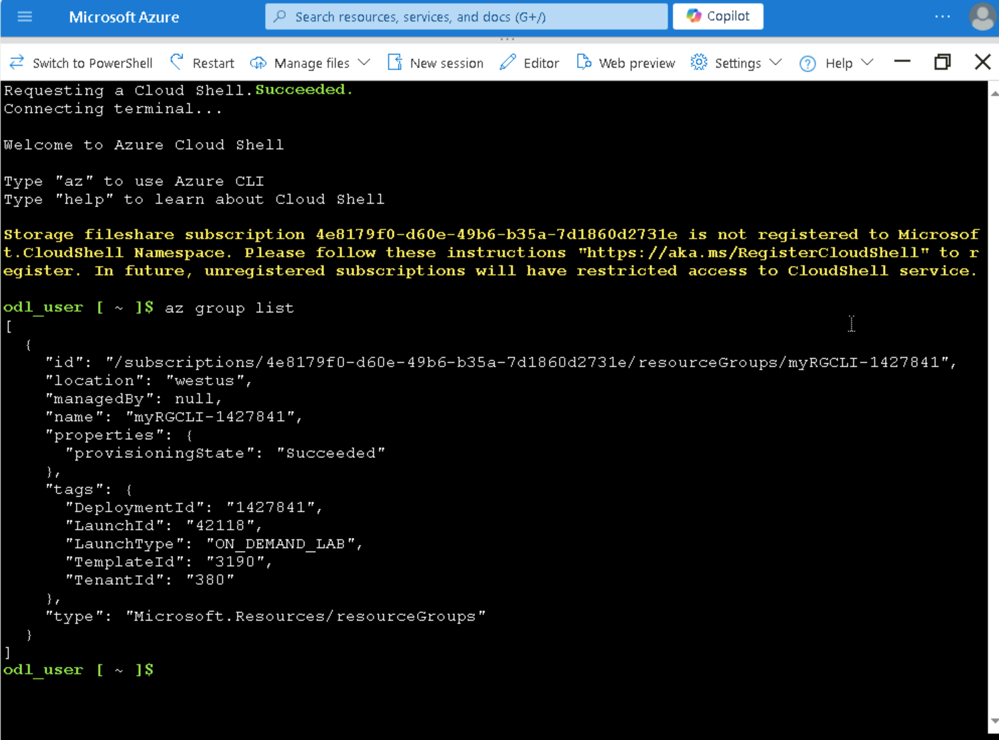 Microsoft Azure
Search resources, services, and docs (G+/)
Copilot
...
Switch to PowerShell
Restart
Manage files
New session
Editor
Web preview
Settings
Help
Requesting a Cloud Shell.Succeeded.
Connecting terminal...
Welcome to Azure Cloud Shell
Type "az" to use Azure CLI
Type "help" to learn about Cloud Shell
Storage fileshare subscription 4e8179f0-d60e-49b6-b35a-7d1860d2731e is not registered to Microsof
t.CloudShell Namespace. Please follow these instructions "https://aka.ms/RegisterCloudShell" to r
egister. In future, unregistered subscriptions will have restricted access to CloudShell service.
odl_user [ ~ ]$ az group list
[
  {
    "id": "/subscriptions/4e8179f0-d60e-49b6-b35a-7d1860d2731e/resourceGroups/myRGCLI-1427841",
    "location": "westus",
    "managedBy": null,
    "name": "myRGCLI-1427841",
    "properties": {
      "provisioningState": "Succeeded"
    },
    "tags": {
      "DeploymentId": "1427841",
      "LaunchId": "42118",
      "LaunchType": "ON_DEMAND_LAB",
      "TemplateId": "3190",
      "TenantId": "380"
    },
    "type": "Microsoft.Resources/resourceGroups"
  }
]
odl_user [ ~ ]$